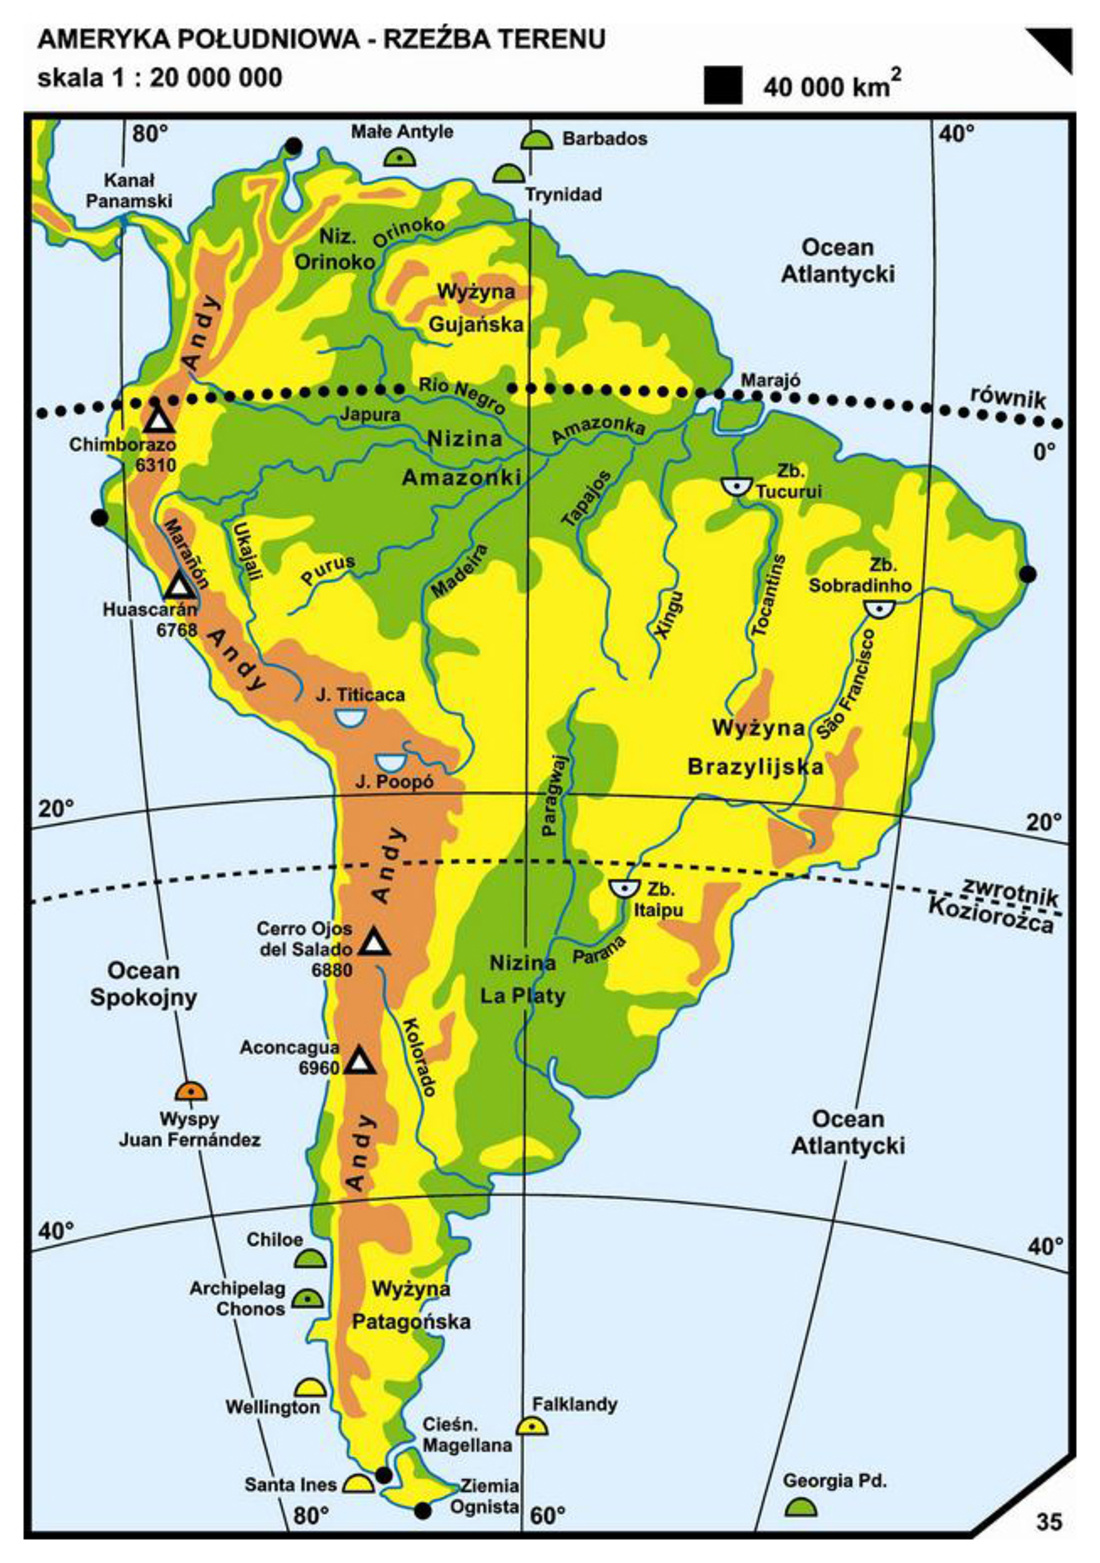 AMERYKA POŁUDNIOWA - RZEŹBA TERENU
skala 1 : 20 000 000
40 000 km²
80°
Małe Antyle
Barbados
40°
Kanał
Panamski
Trynidad
Niz.
Orinoko
Orinoko
Ocean
Atlantycki
Wyżyna
Gujańska
Andy
Rio Negro
Marajó
równik
0°
Japura
Amazonka
Chimborazo
6310
Nizina
Amazonki
Zb.
Tucurui
Tapajos
Marañón
Ukajali
Purus
Madeira
Xingu
Tocantins
Zb.
Sobradinho
Huascarán
6768
Andy
São Francisco
J. Titicaca
Wyżyna
Brazylijska
J. Poopó
Paragwaj
20°
20°
Andy
zwrotnik
Koziorożca
Zb.
Itaipu
Cerro Ojos
del Salado
6880
Parana
Nizina
La Platy
Ocean
Spokojny
Kolorado
Aconcagua
6960
Wyspy
Juan Fernández
Ocean
Atlantycki
Andy
40°
40°
Chiloe
Archipelag
Chonos
Wyżyna
Patagońska
Wellington
Falklandy
Cieśn.
Magellana
Santa Ines
Ziemia
Ognista
Georgia Pd.
80°
60°
35